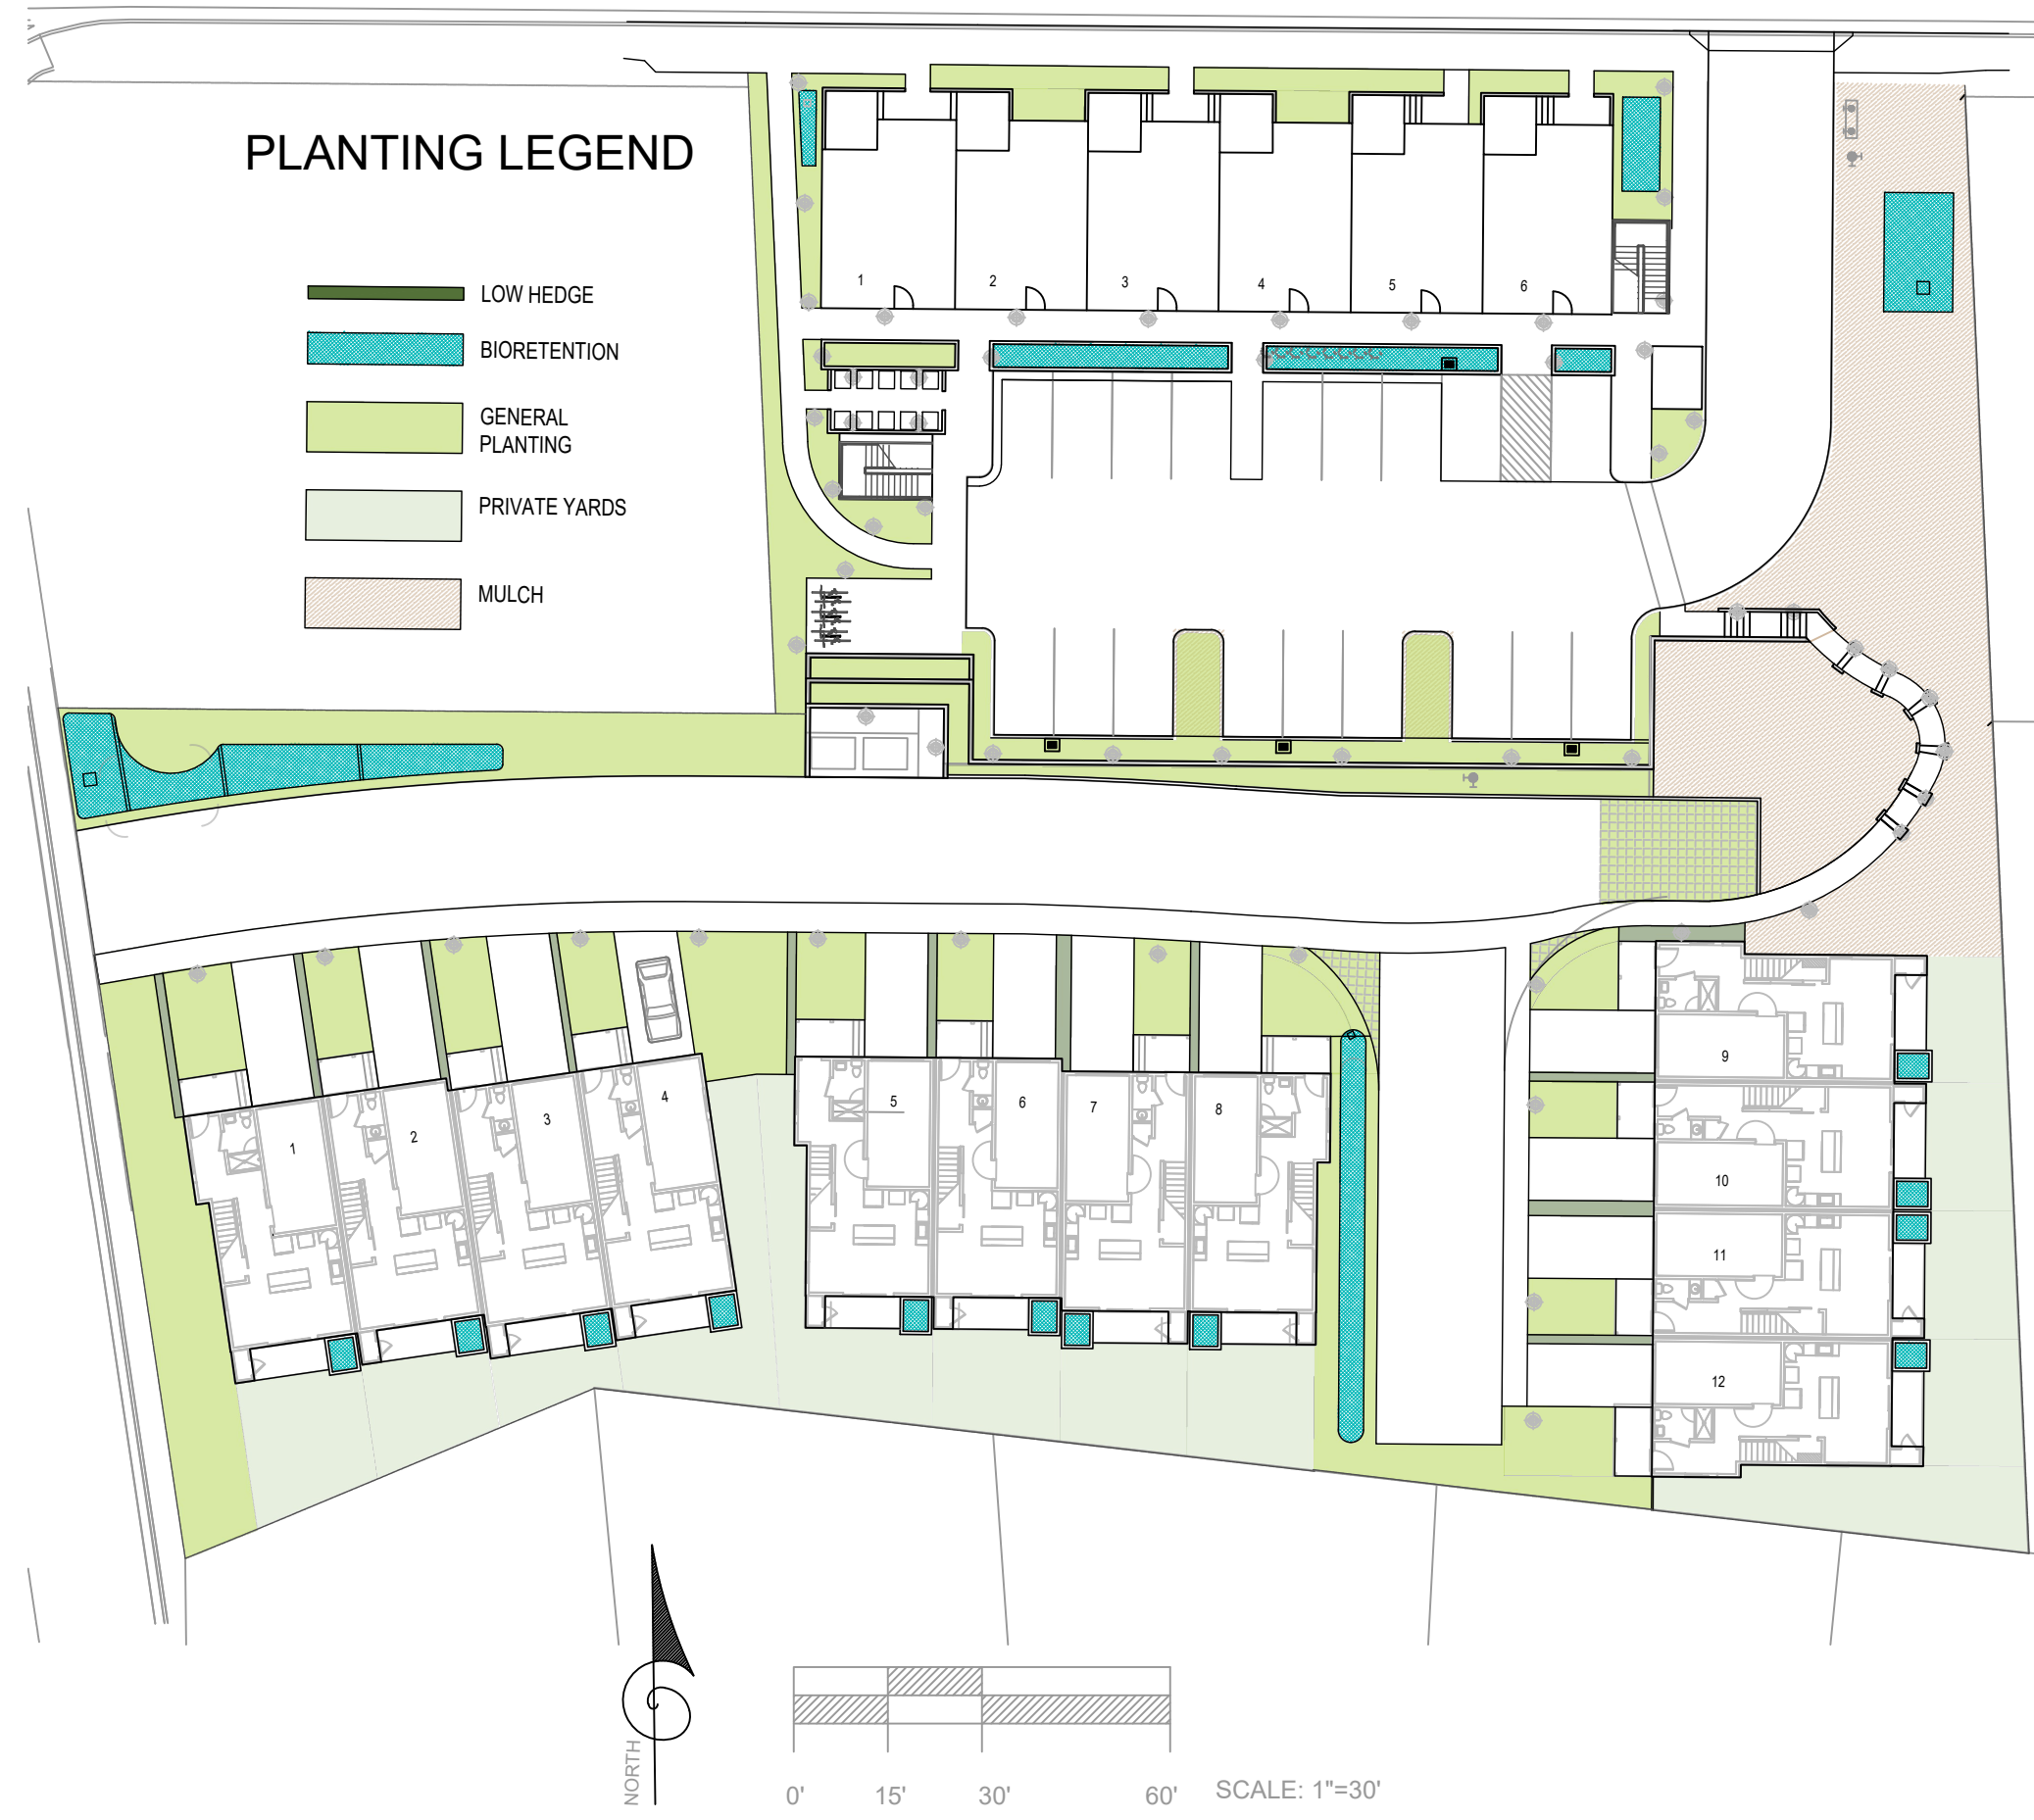 PLANTING LEGEND
LOW HEDGE
BIORETENTION
GENERAL
PLANTING
PRIVATE YARDS
MULCH
1
2
3
4
5
6
1
2
3
4
5
6
7
8
9
10
11
12
NORTH
0' 15' 30' 60' SCALE: 1"=30'